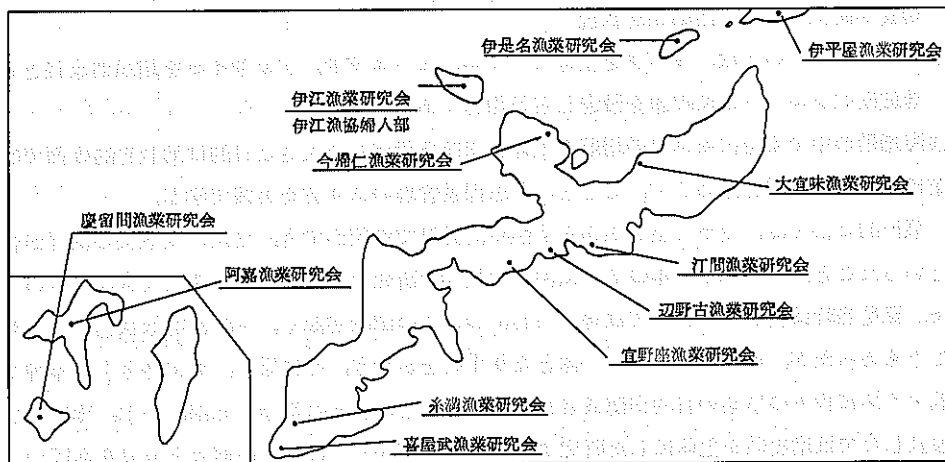 伊平屋漁業研究会
伊是名漁業研究会
伊江漁業研究会
伊江漁協婦人部
今帰仁漁業研究会
大宜味漁業研究会
慶留間漁業研究会
阿嘉漁業研究会
汀間漁業研究会
辺野古漁業研究会
宜野座漁業研究会
糸満漁業研究会
喜屋武漁業研究会